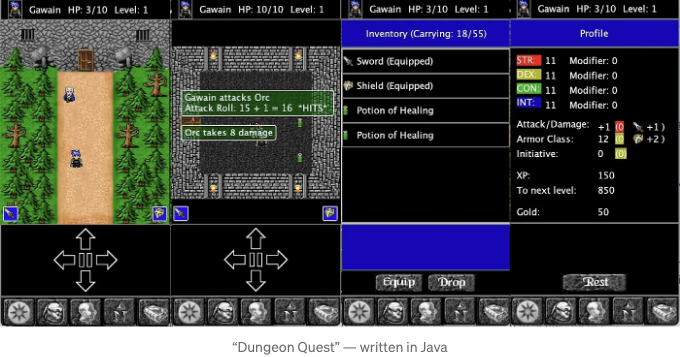 Gawain HP: 3/10 Level: 1
Gawain HP: 10/10 Level: 1
Gawain attacks Orc
Attack Roll: 15 + 1 = 16 *HITS*
Orc takes 8 damage
Gawain HP: 3/10 Level: 1
Inventory (Carrying: 18/55)
Sword (Equipped)
Shield (Equipped)
Potion of Healing
Potion of Healing
Equip Drop
Gawain HP: 3/10 Level: 1
Profile
STR: 11 Modifier: 0
DEX: 11 Modifier: 0
CON: 11 Modifier: 0
INT: 11 Modifier: 0
Attack/Damage: +1 (0 +1 )
Armor Class: 12 (0 +2 )
Initiative: 0 (0)
XP: 150
To next level: 850
Gold: 50
Rest
“Dungeon Quest” — written in Java